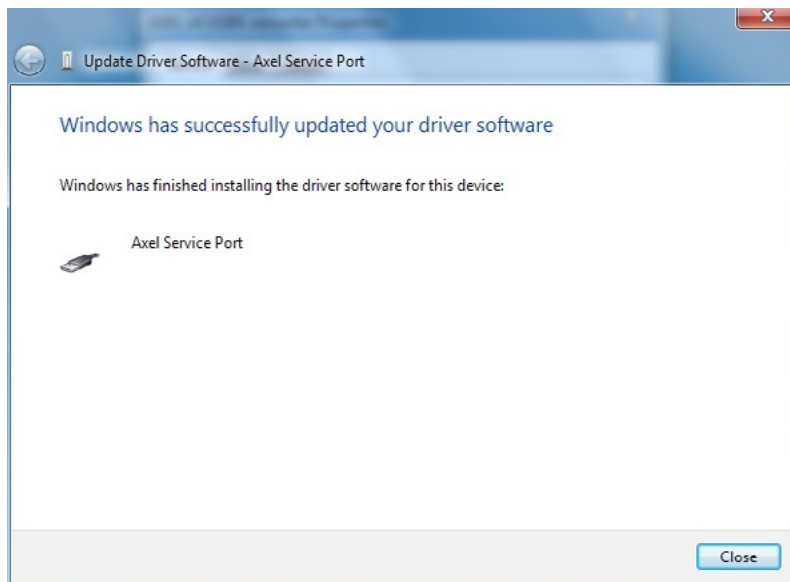 Update Driver Software - Axel Service Port
Windows has successfully updated your driver software
Windows has finished installing the driver software for this device:
Axel Service Port
Close